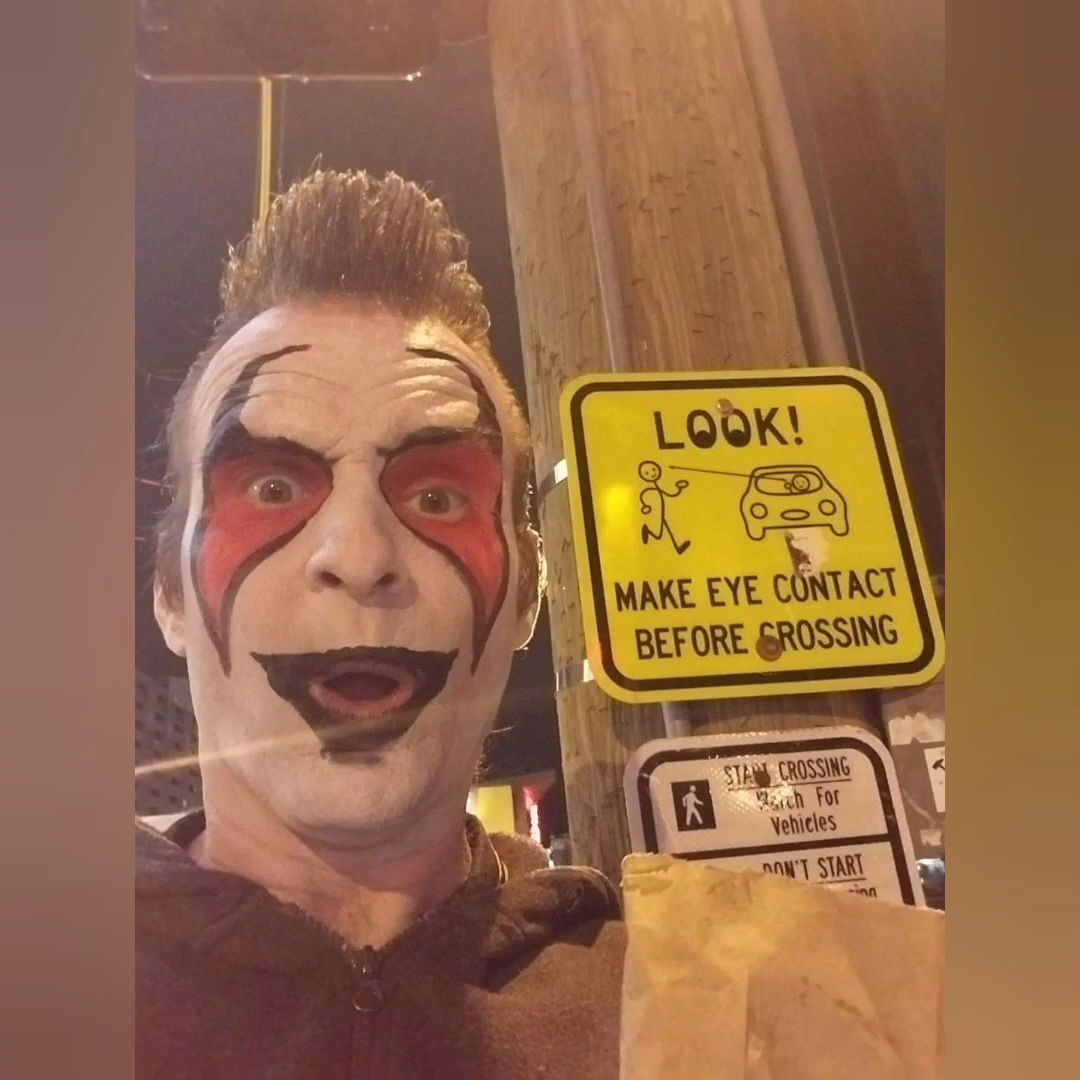 LOOK!
MAKE EYE CONTACT
BEFORE CROSSING
START CROSSING
Watch For
Vehicles
DON'T START